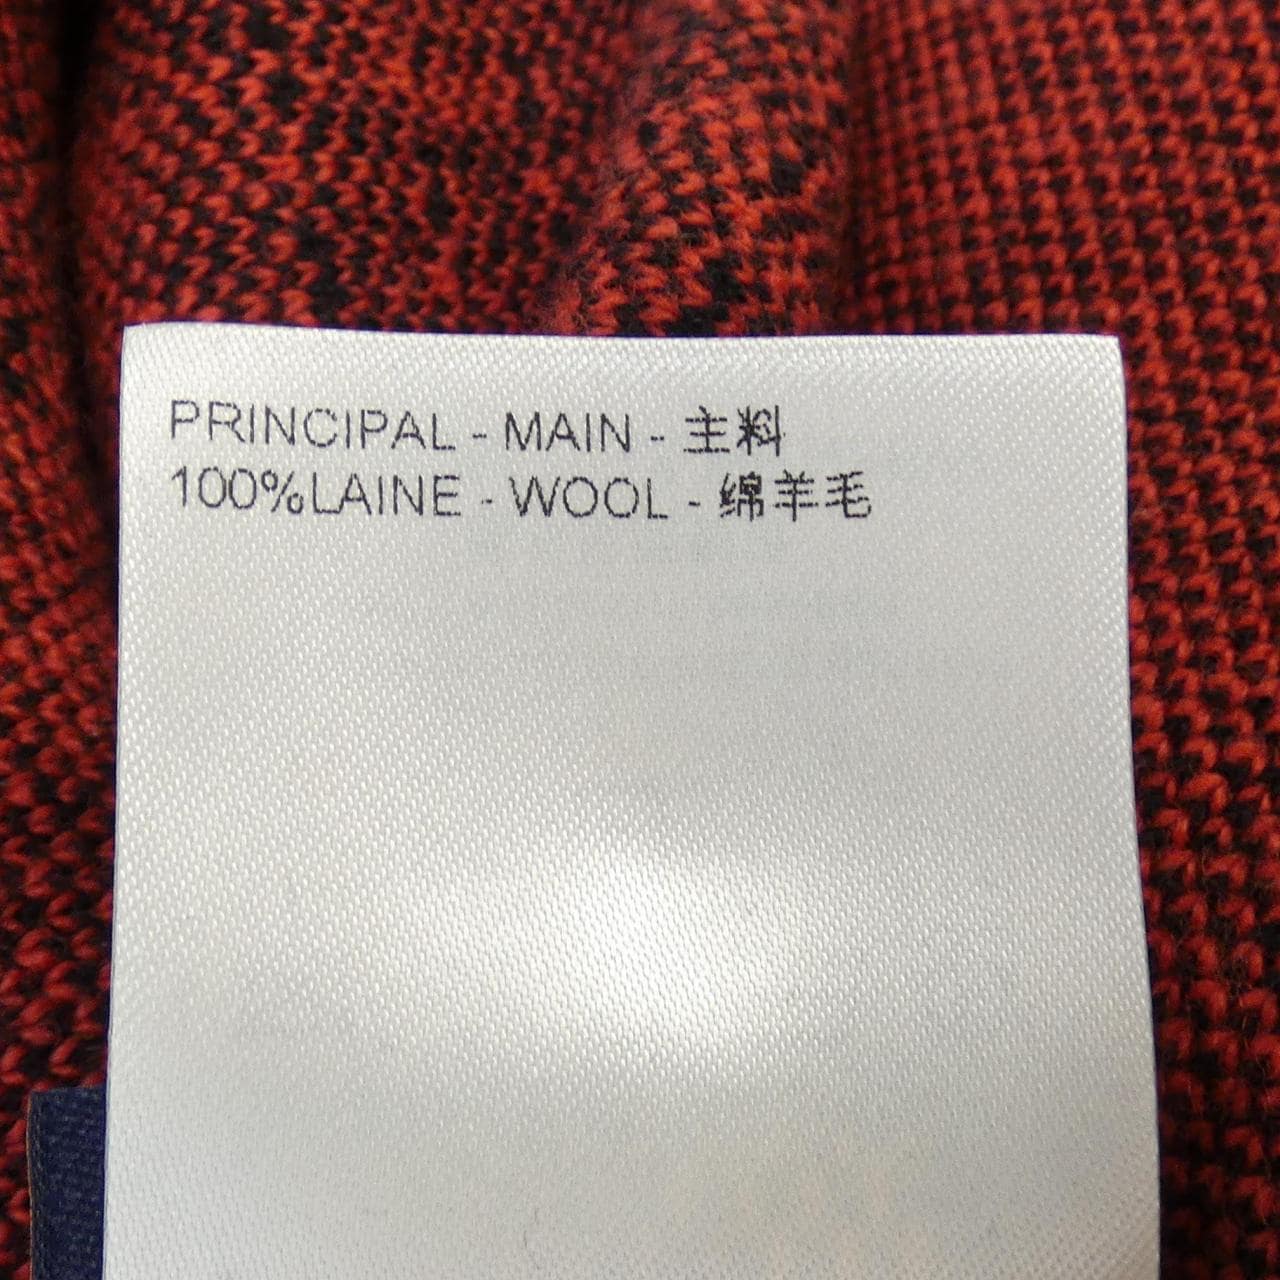 PRINCIPAL - MAIN - 主料
100%LAINE - WOOL - 绵羊毛